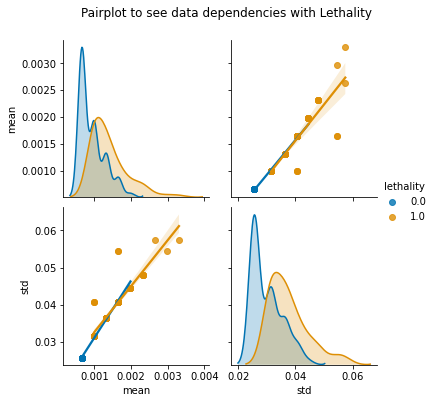 Pairplot to see data dependencies with Lethality
0.0030
0.0025
0.0020
0.0015
0.0010
mean
lethality
0.0
1.0
0.06
0.05
0.04
0.03
std
0.001 0.002 0.003 0.004
mean
0.02 0.04 0.06
std